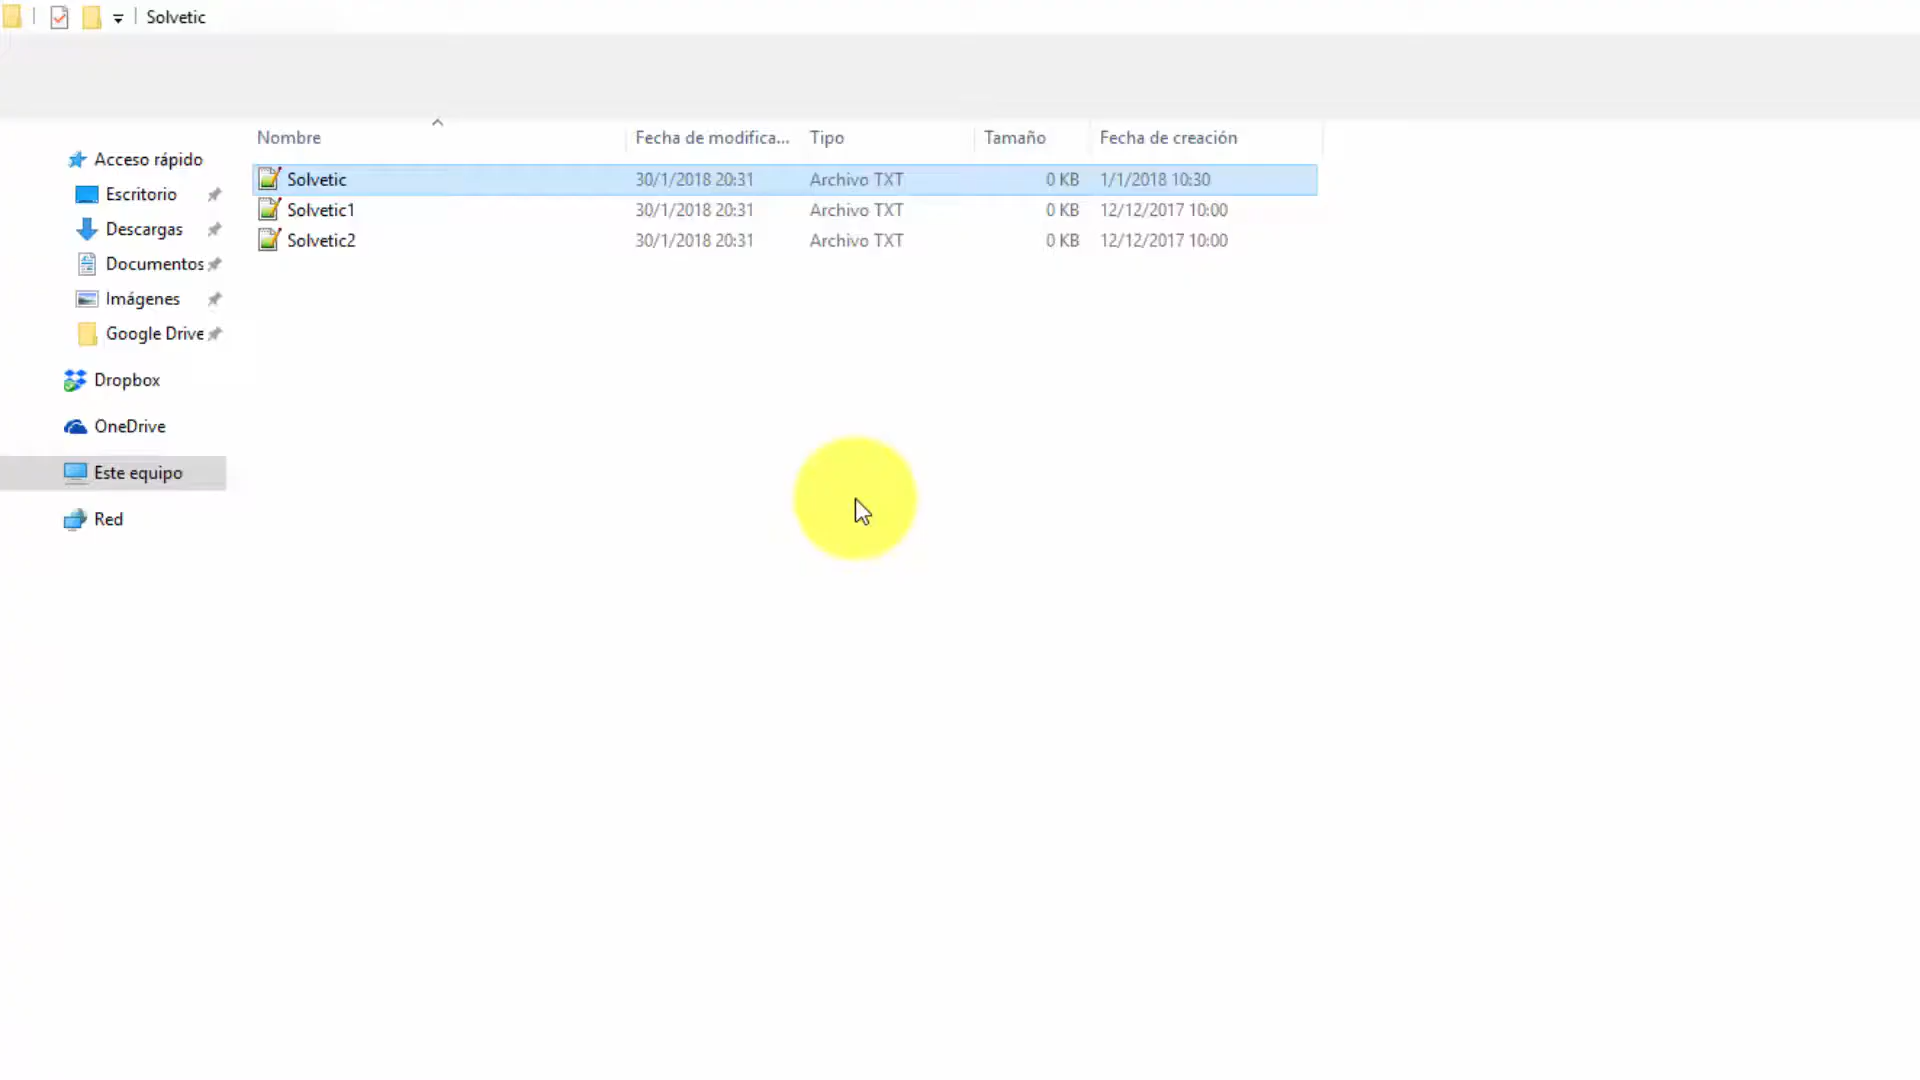 Solvetic
Nombre Fecha de modifica... Tipo Tamaño Fecha de creación
Acceso rápido
Escritorio
Descargas
Documentos
Imágenes
Google Drive
Dropbox
OneDrive
Este equipo
Red
Solvetic 30/1/2018 20:31 Archivo TXT 0 KB 1/1/2018 10:30
Solvetic1 30/1/2018 20:31 Archivo TXT 0 KB 12/12/2017 10:00
Solvetic2 30/1/2018 20:31 Archivo TXT 0 KB 12/12/2017 10:00